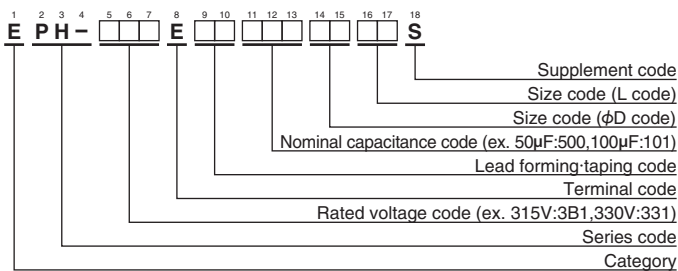 1 2 3 4 5 6 7 8 9 10 11 12 13 14 15 16 17 18
E P H - E S
Supplement code
Size code (L code)
Size code (ϕD code)
Nominal capacitance code (ex. 50μF:500,100μF:101)
Lead forming·taping code
Terminal code
Rated voltage code (ex. 315V:3B1,330V:331)
Series code
Category